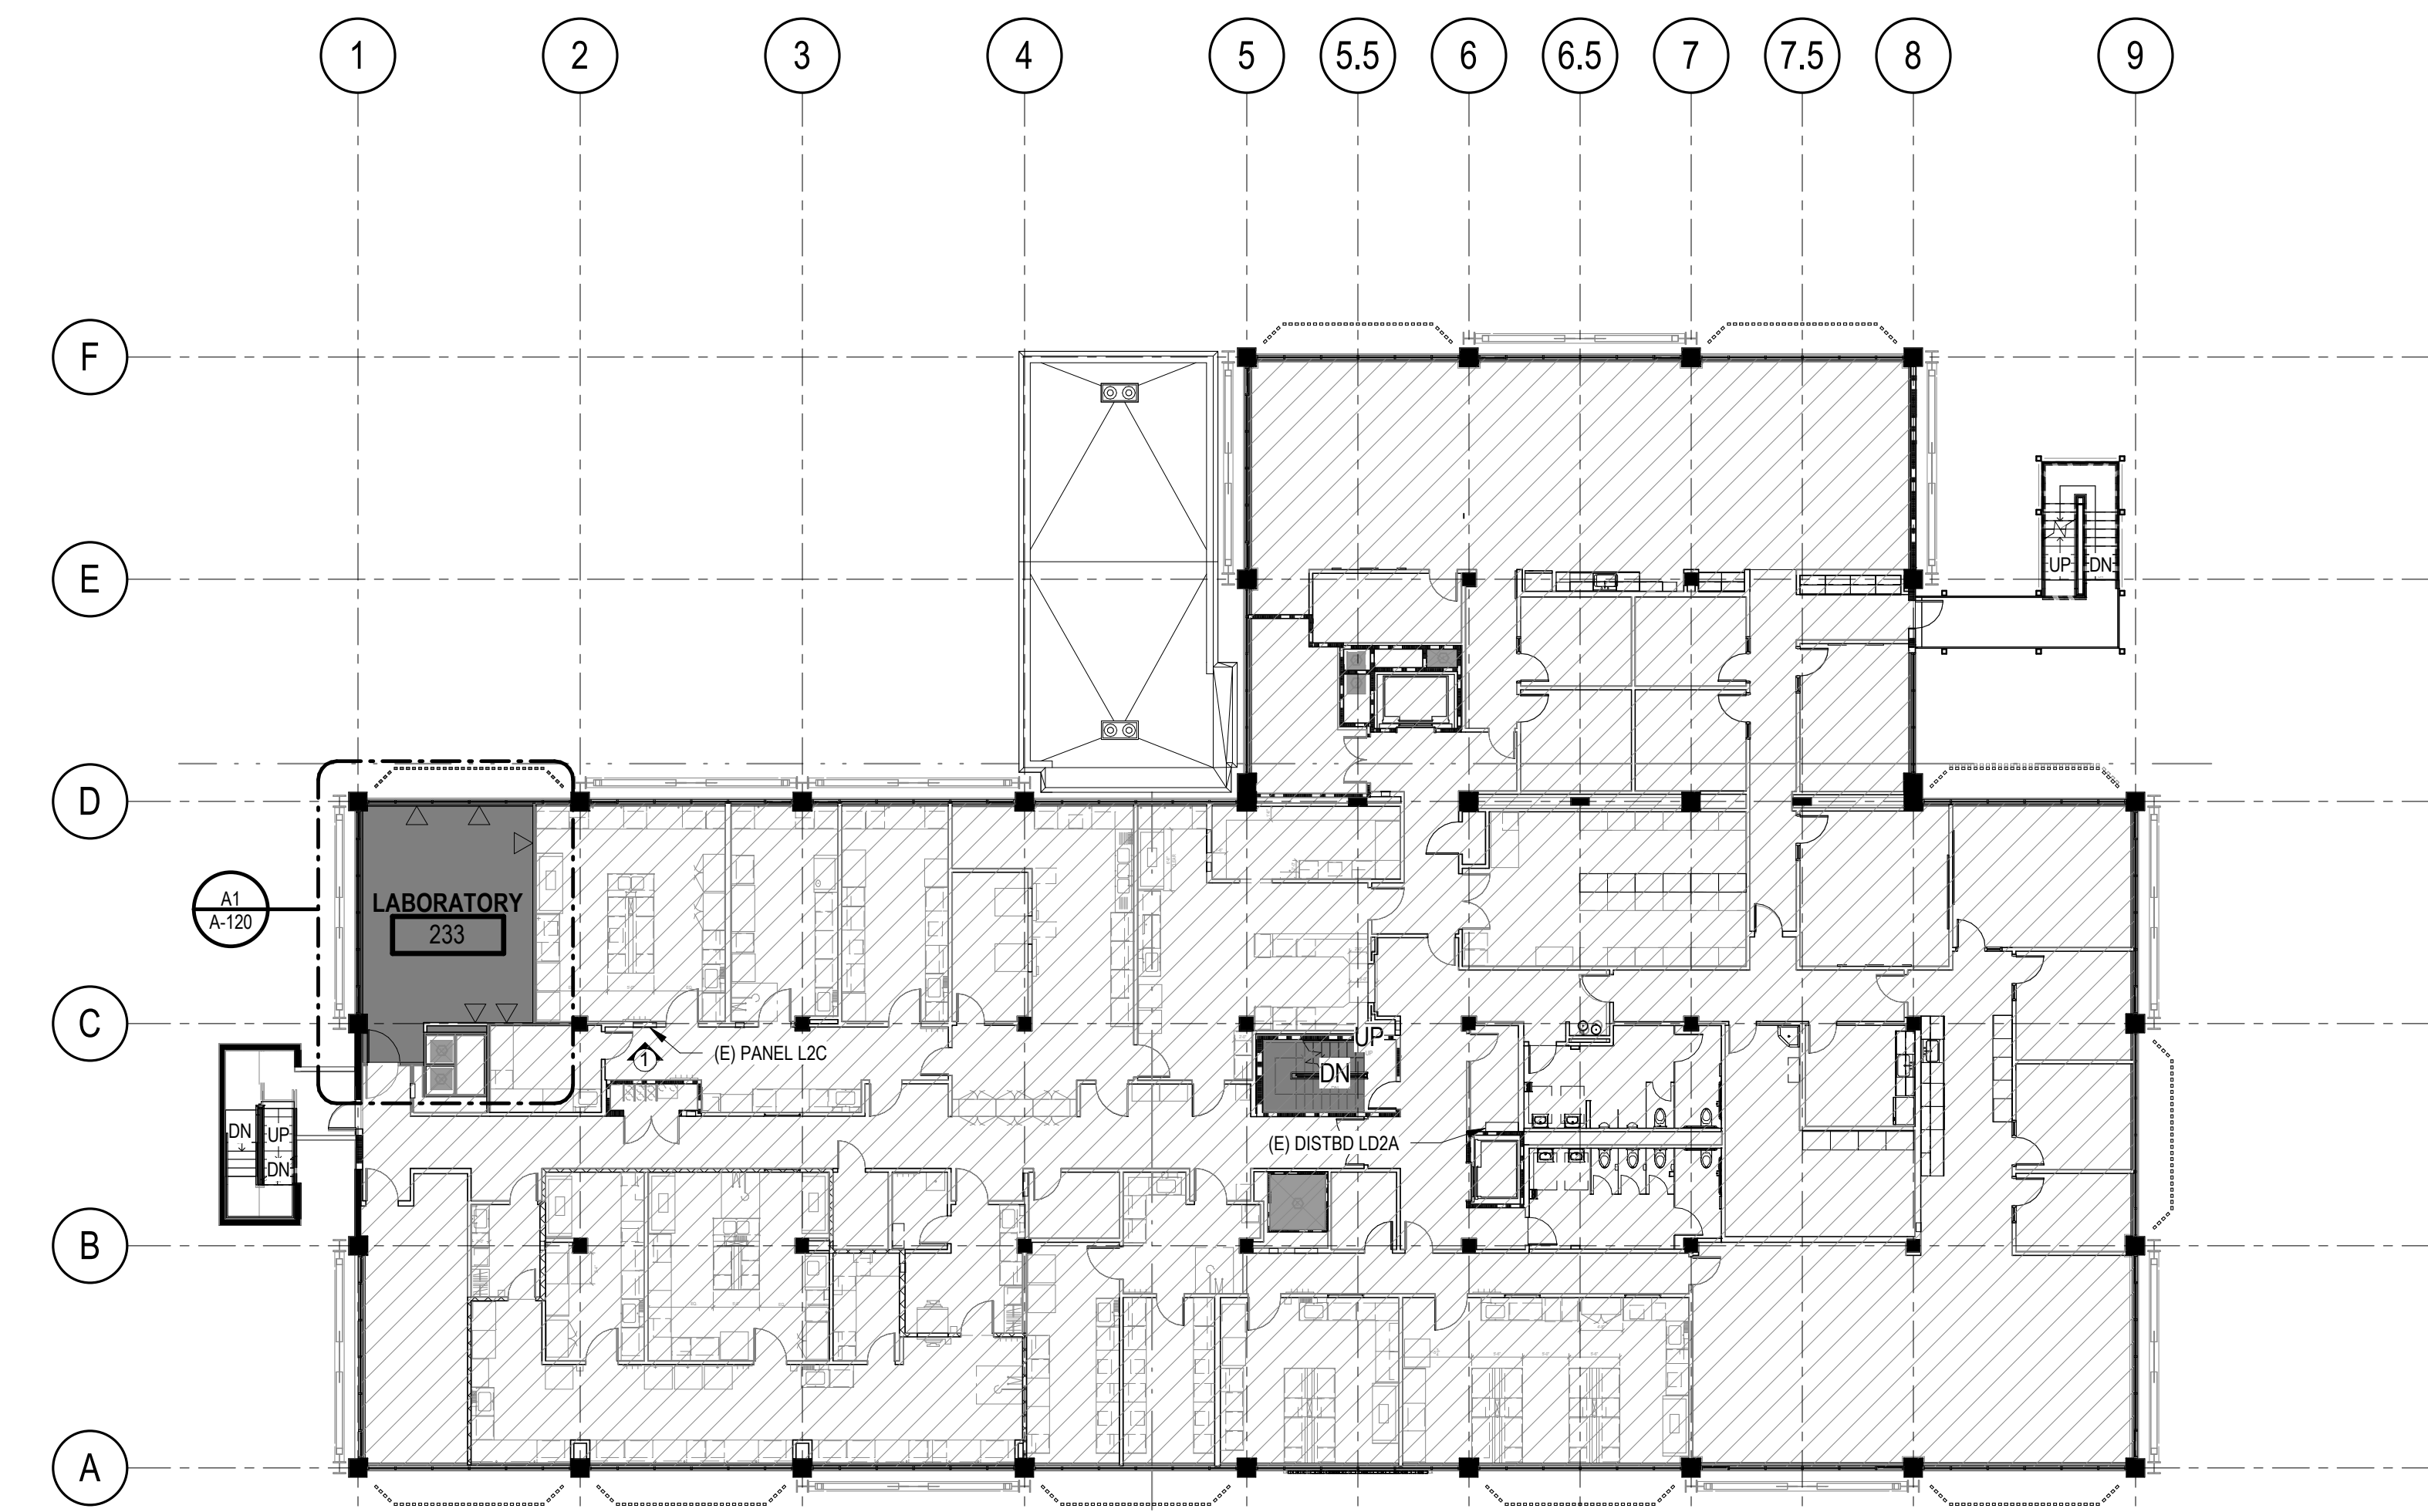 1 2 3 4 5 5.5 6 6.5 7 7.5 8 9
F
E
UP DN
D
A1
A-120
LABORATORY
233
C
UP
1
(E) PANEL L2C
DN
DN UP
DN
(E) DISTBD LD2A
B
A